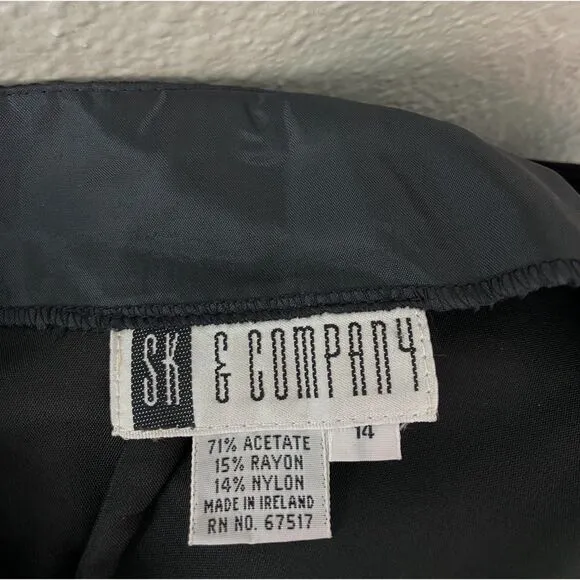 SK & COMPANY
14
71% ACETATE
15% RAYON
14% NYLON
MADE IN IRELAND
RN NO. 67517